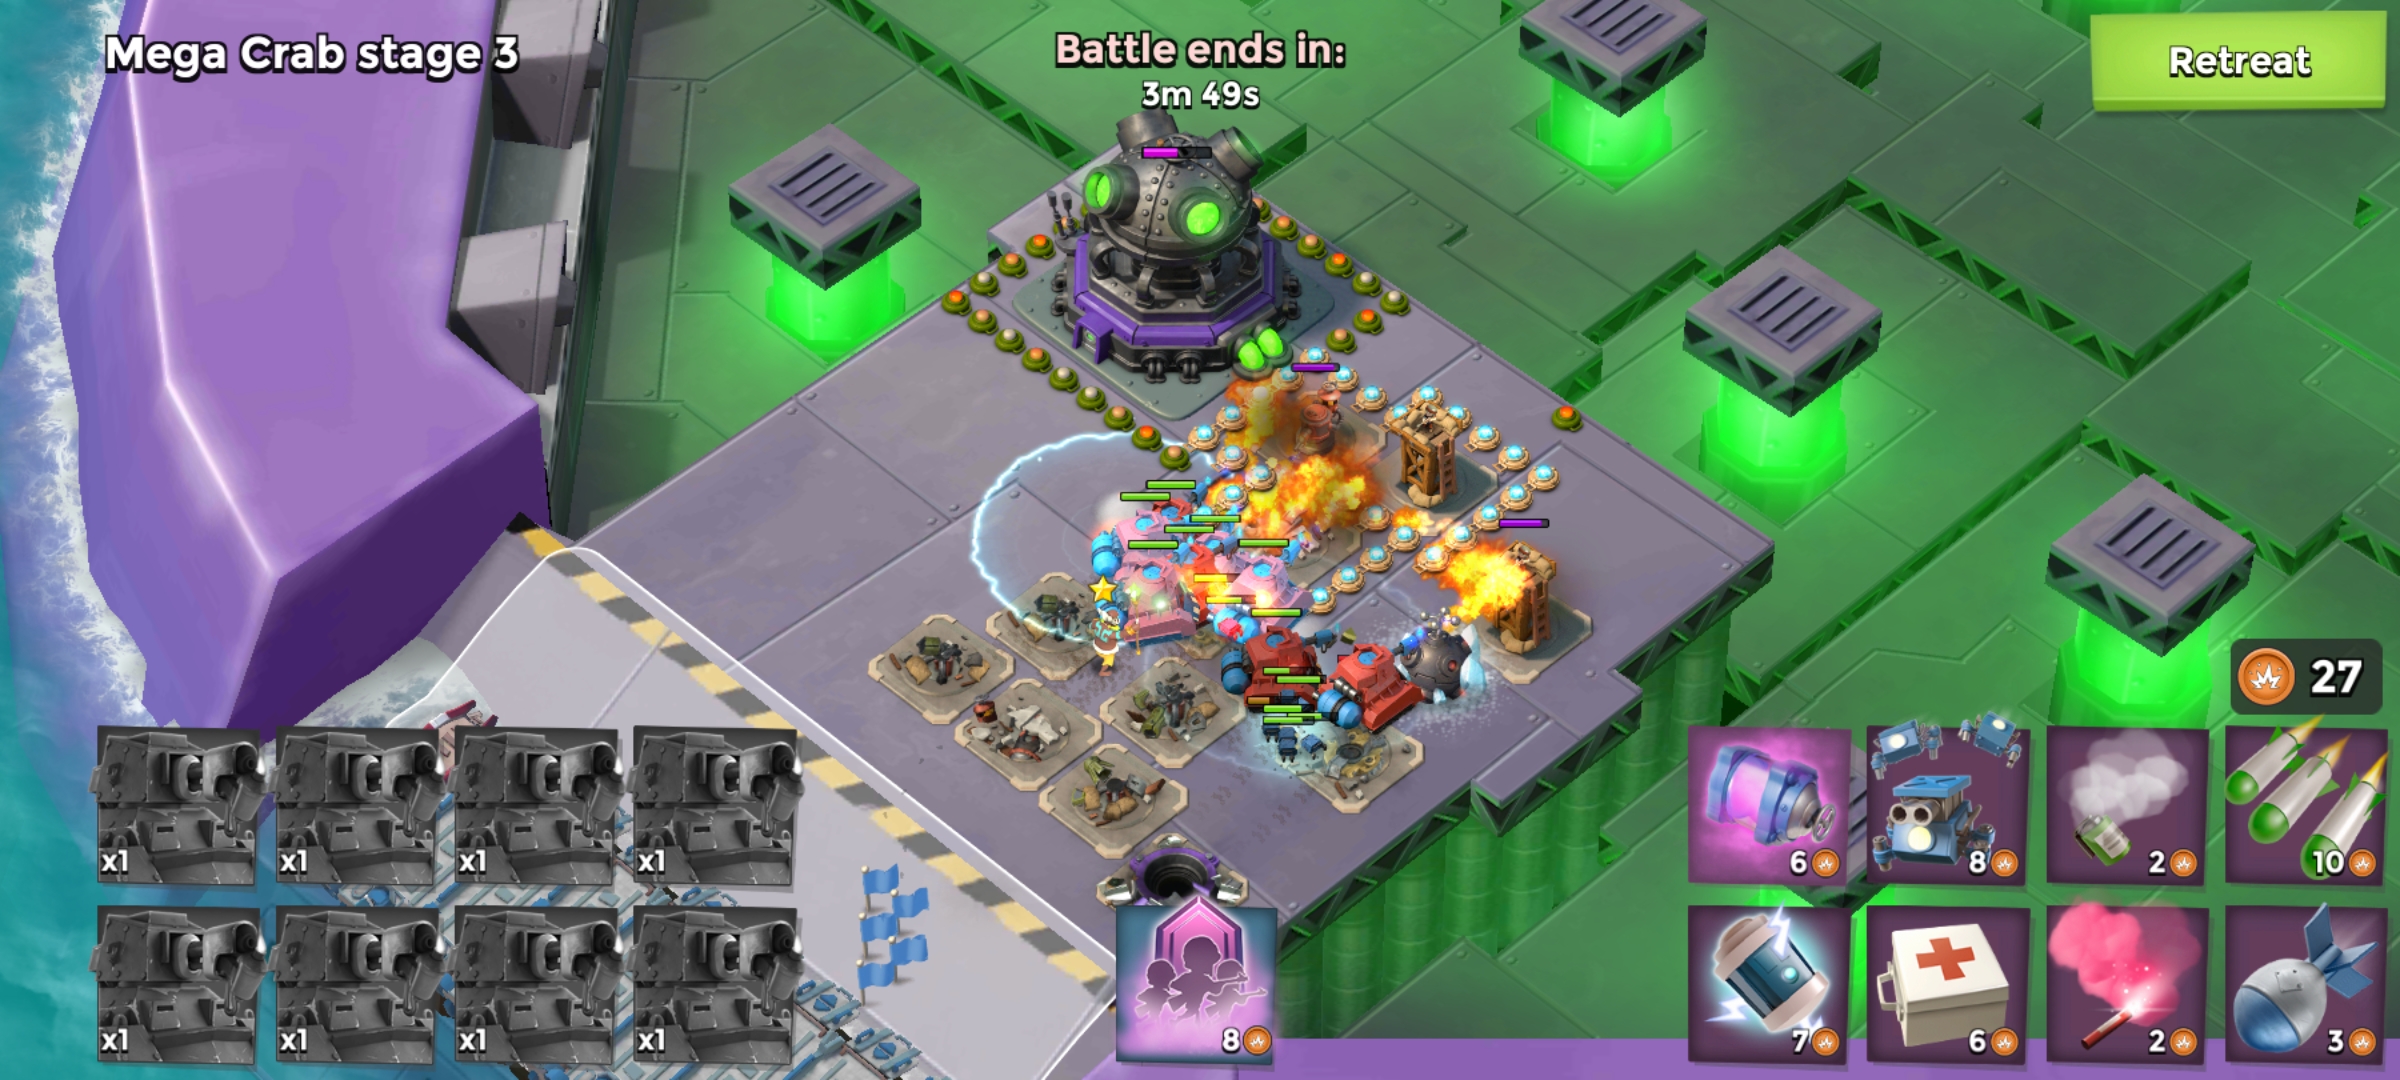 Mega Crab stage 3
Battle ends in:
3m 49s
Retreat
27
x1
x1
x1
x1
6
8
2
10
x1
x1
x1
x1
8
7
6
2
3